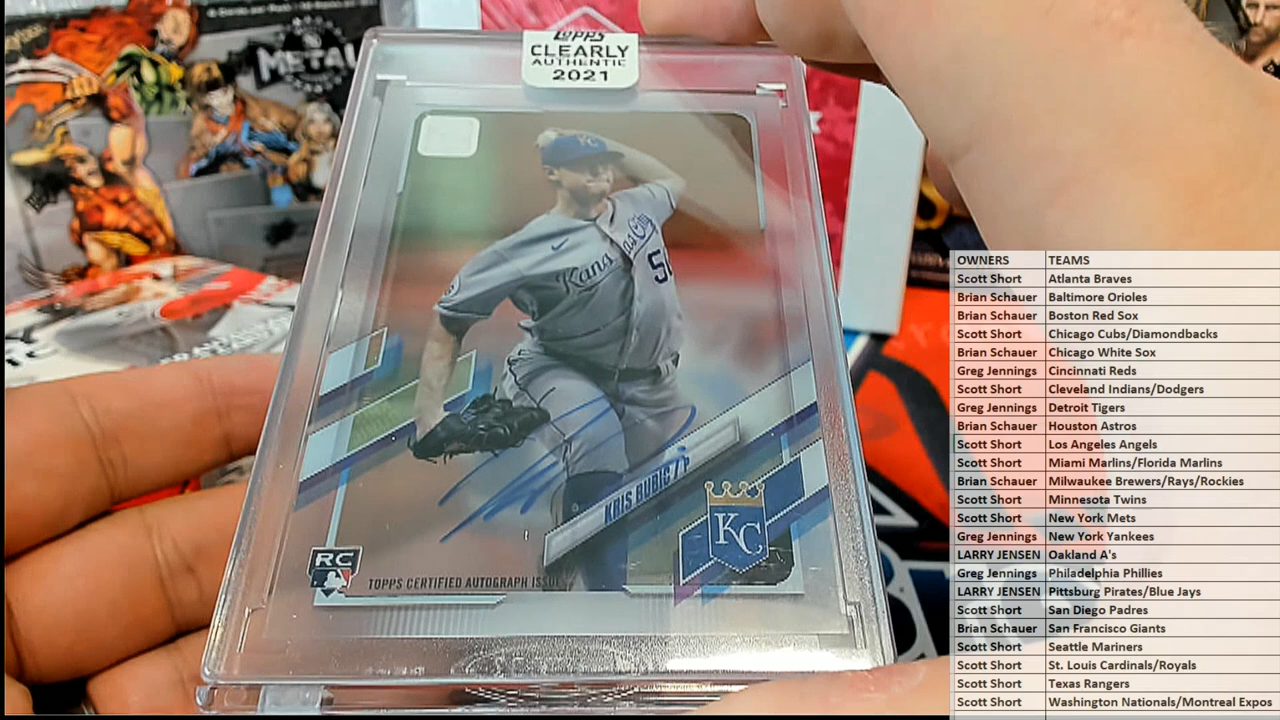 METAL
TOPPS
CLEARLY
AUTHENTIC
2021
KC
Kansas City
KRIS BUBIC
KC
RC
TOPPS CERTIFIED AUTOGRAPH ISSUE
OWNERS TEAMS
Scott Short Atlanta Braves
Brian Schauer Baltimore Orioles
Brian Schauer Boston Red Sox
Scott Short Chicago Cubs/Diamondbacks
Brian Schauer Chicago White Sox
Greg Jennings Cincinnati Reds
Scott Short Cleveland Indians/Dodgers
Greg Jennings Detroit Tigers
Brian Schauer Houston Astros
Scott Short Los Angeles Angels
Scott Short Miami Marlins/Florida Marlins
Brian Schauer Milwaukee Brewers/Rays/Rockies
Scott Short Minnesota Twins
Scott Short New York Mets
Greg Jennings New York Yankees
LARRY JENSEN Oakland A's
Greg Jennings Philadelphia Phillies
LARRY JENSEN Pittsburg Pirates/Blue Jays
Scott Short San Diego Padres
Brian Schauer San Francisco Giants
Scott Short Seattle Mariners
Scott Short St. Louis Cardinals/Royals
Scott Short Texas Rangers
Scott Short Washington Nationals/Montreal Expos